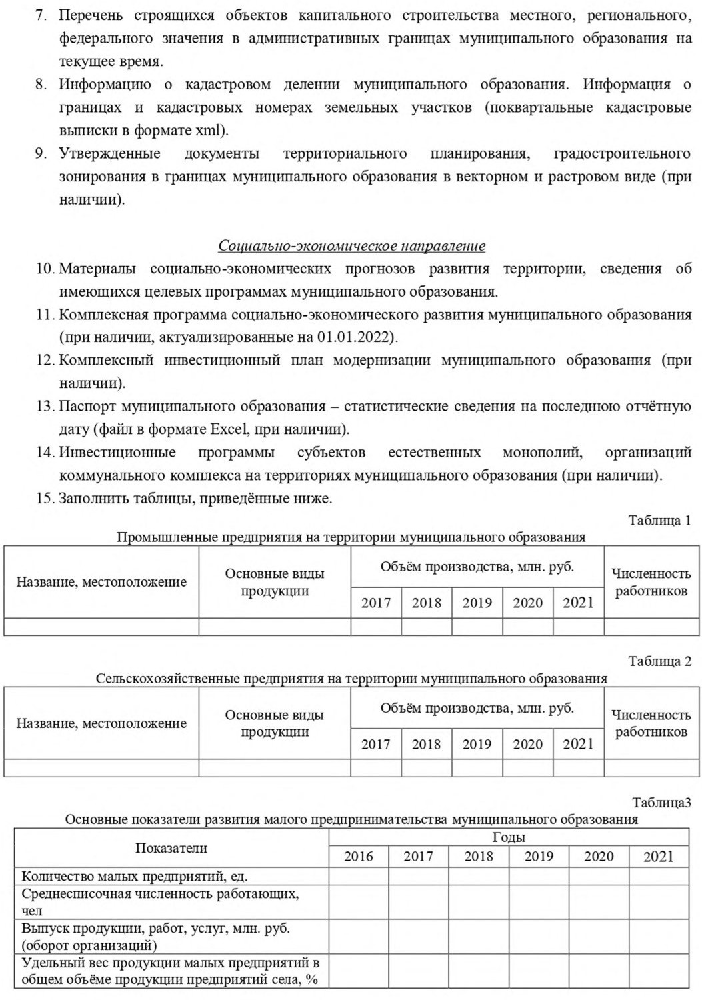 7. Перечень строящихся объектов капитального строительства местного, регионального,
федерального значения в административных границах муниципального образования на
текущее время.
8. Информацию о кадастровом делении муниципального образования. Информация о
границах и кадастровых номерах земельных участков (поквартальные кадастровые
выписки в формате xml).
9. Утвержденные документы территориального планирования, градостроительного
зонирования в границах муниципального образования в векторном и растровом виде (при
наличии).
Социально-экономическое направление
10. Материалы социально-экономических прогнозов развития территории, сведения об
имеющихся целевых программах муниципального образования.
11. Комплексная программа социально-экономического развития муниципального образования
(при наличии, актуализированные на 01.01.2022).
12. Комплексный инвестиционный план модернизации муниципального образования (при
наличии).
13. Паспорт муниципального образования – статистические сведения на последнюю отчётную
дату (файл в формате Excel, при наличии).
14. Инвестиционные программы субъектов естественных монополий, организаций
коммунального комплекса на территориях муниципального образования (при наличии).
15. Заполнить таблицы, приведённые ниже.
Таблица 1
Промышленные предприятия на территории муниципального образования
Название, местоположение
Основные виды
продукции
Объём производства, млн. руб.
2017 2018 2019 2020 2021
Численность
работников
Таблица 2
Сельскохозяйственные предприятия на территории муниципального образования
Название, местоположение
Основные виды
продукции
Объём производства, млн. руб.
2017 2018 2019 2020 2021
Численность
работников
Таблица3
Основные показатели развития малого предпринимательства муниципального образования
Показатели
Годы
2016 2017 2018 2019 2020 2021
Количество малых предприятий, ед.
Среднесписочная численность работающих,
чел
Выпуск продукции, работ, услуг, млн. руб.
(оборот организаций)
Удельный вес продукции малых предприятий в
общем объёме продукции предприятий села, %